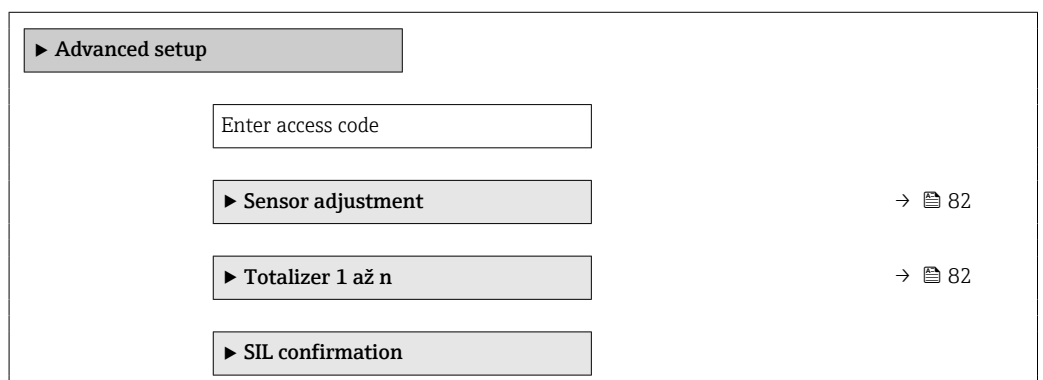 ▶ Advanced setup
Enter access code
▶ Sensor adjustment → 82
▶ Totalizer 1 až n → 82
▶ SIL confirmation